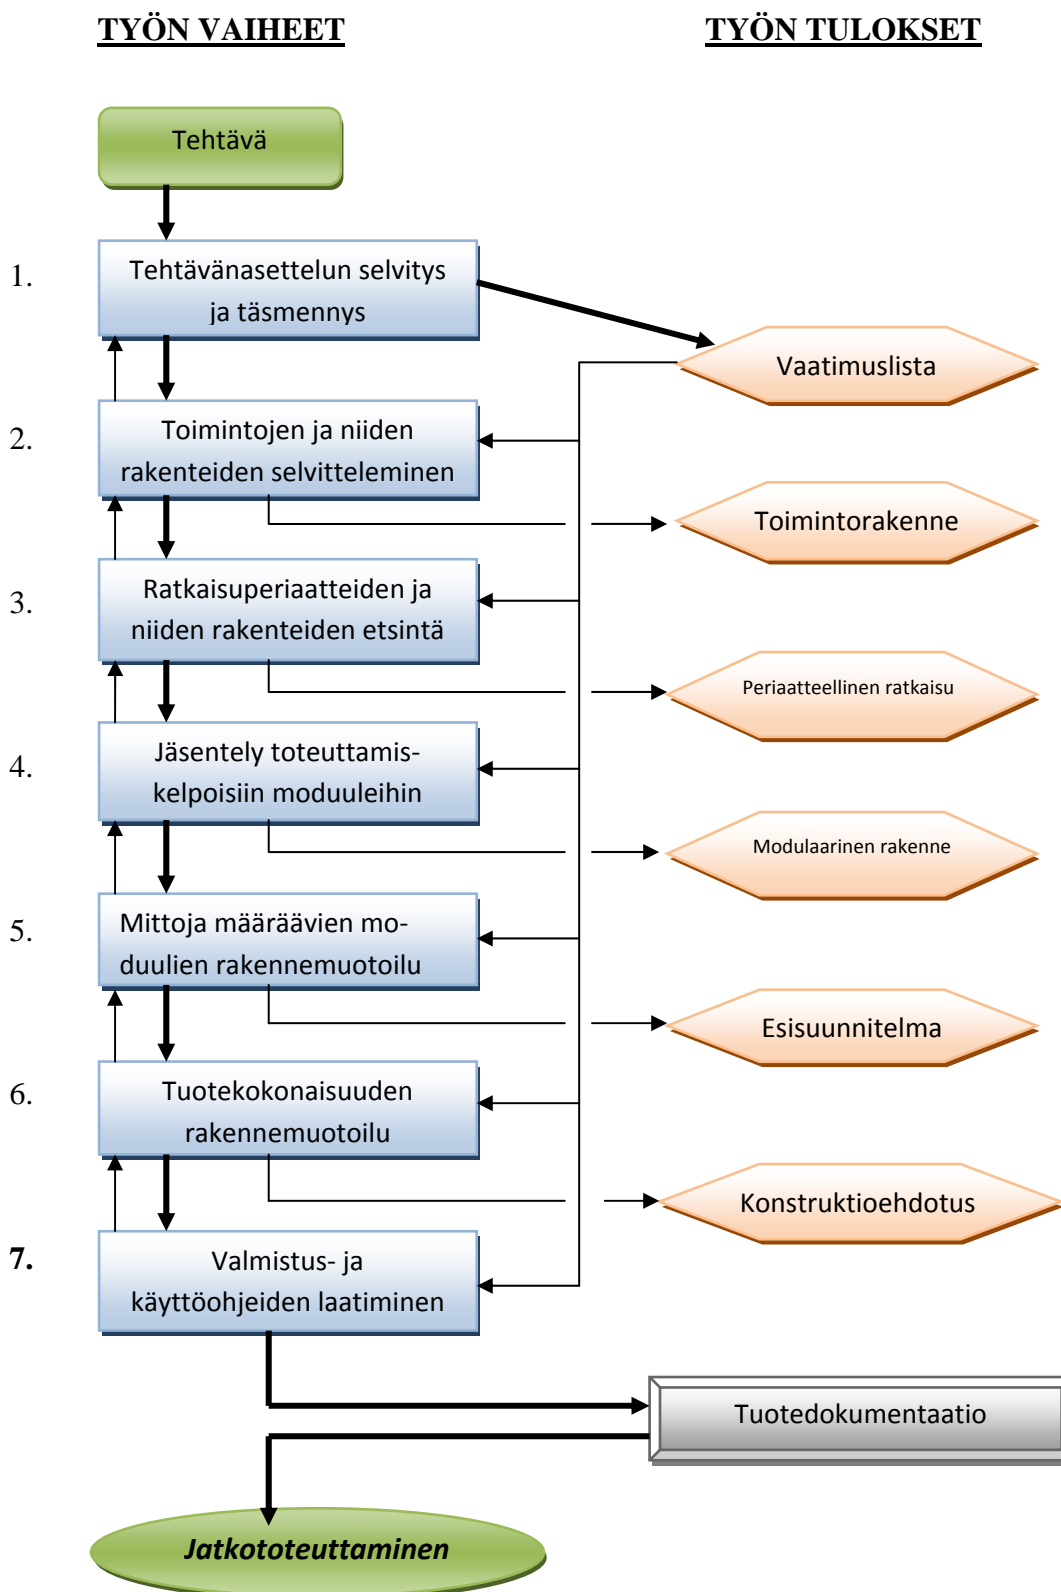 TYÖN VAIHEET
TYÖN TULOKSET
Tehtävä
1.
Tehtävänasettelun selvitys
ja täsmennys
Vaatimuslista
2.
Toimintojen ja niiden
rakenteiden selvitteleminen
Toimintorakenne
3.
Ratkaisuperiaatteiden ja
niiden rakenteiden etsintä
Periaatteellinen ratkaisu
4.
Jäsentely toteuttamis-
kelpoisiin moduuleihin
Modulaarinen rakenne
5.
Mittoja määräävien mo-
duulien rakennemuotoilu
Esisuunnitelma
6.
Tuotekokonaisuuden
rakennemuotoilu
Konstruktioehdotus
7.
Valmistus- ja
käyttöohjeiden laatiminen
Tuotedokumentaatio
Jatkototeuttaminen